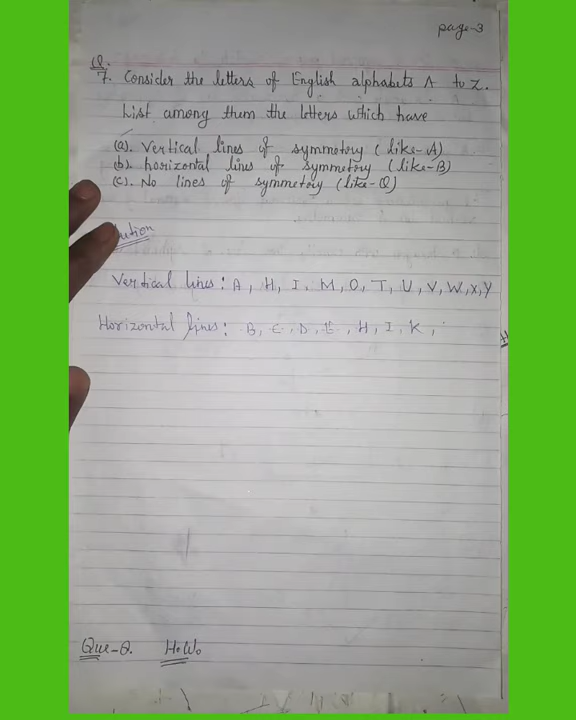 page-3
Q.
7. Consider the letters of English alphabets A to Z.
List among them the letters which have
(a). Vertical lines of symmetory (like-A)
(b). horizontal lines of symmetory (like-B)
(c). No lines of symmetory (like-Q)
lution
Vertical lines: A, H, I, M, O, T, U, V, W, X, Y
Horizontal lines: B, C, D, E, H, I, K,
Que-8. H.W.